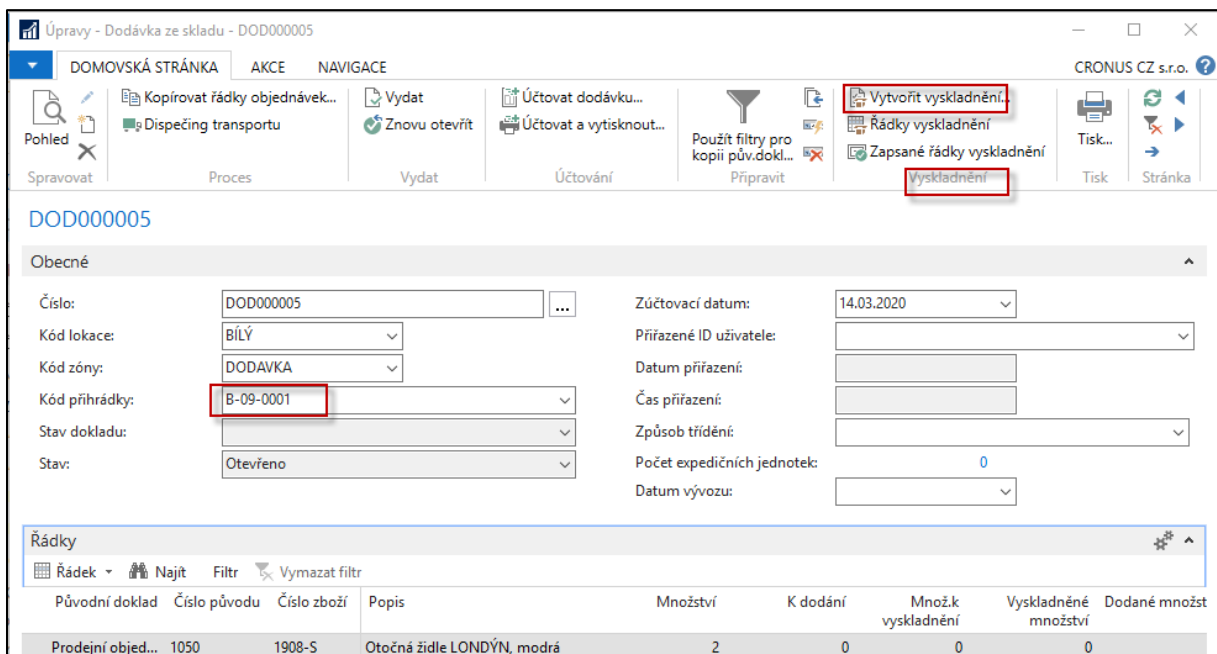 Úpravy - Dodávka ze skladu - DOD000005
DOMOVSKÁ STRÁNKA AKCE NAVIGACE CRONUS CZ s.r.o. ?
Pohled
Kopírovat řádky objednávek...
Dispečing transportu
Vydat
Znovu otevřít
Účtovat dodávku...
Účtovat a vytisknout...
Použít filtry pro
kopii pův.dokl...
Vytvořit vyskladnění...
Řádky vyskladnění
Zapsané řádky vyskladnění
Tisk...
Spravovat Proces Vydat Účtování Připravit Vyskladnění Tisk Stránka
DOD000005
Obecné
Číslo: DOD000005 ...
Kód lokace: BÍLÝ
Kód zóny: DODAVKA
Kód přihrádky: B-09-0001
Stav dokladu:
Stav: Otevřeno
Zúčtovací datum: 14.03.2020
Přiřazené ID uživatele:
Datum přiřazení:
Čas přiřazení:
Způsob třídění:
Počet expedičních jednotek: 0
Datum vývozu:
Řádky
Řádek Najít Filtr Vymazat filtr
Původní doklad Číslo původu Číslo zboží Popis Množství K dodání Množ.k vyskladnění Vyskladněné množství Dodané množst
Prodejní objed... 1050 1908-S Otočná židle LONDÝN, modrá 2 0 0 0